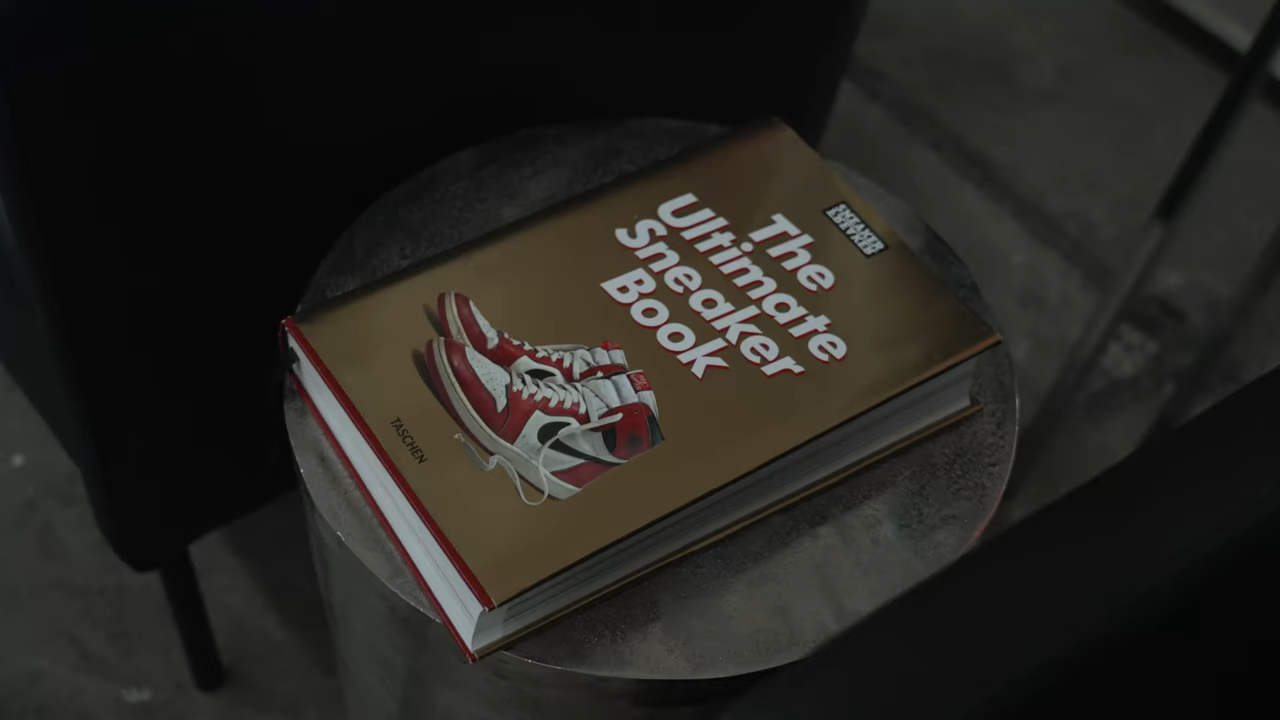 SNEAKER
FREAKER
The
Ultimate
Sneaker
Book
TASCHEN